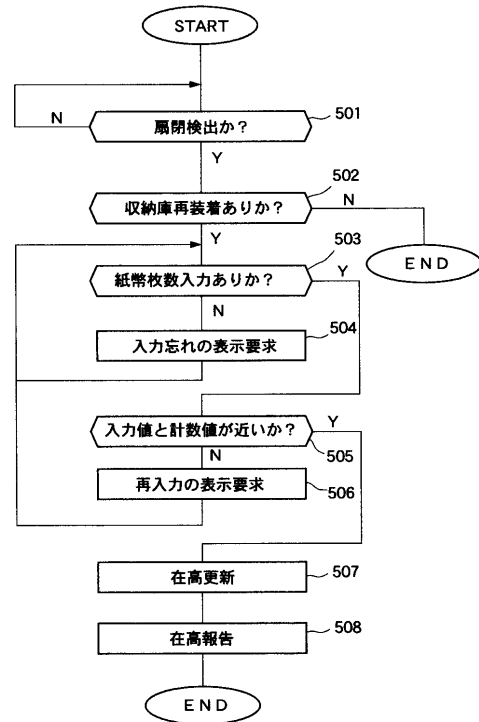 START
N
扇閉検出か？
501
Y
502
収納庫再装着ありか？
N
Y
503
END
紙幣枚数入力ありか？
Y
N
504
入力忘れの表示要求
入力値と計数値が近いか？
Y
505
N
再入力の表示要求
506
在高更新
507
在高報告
508
END